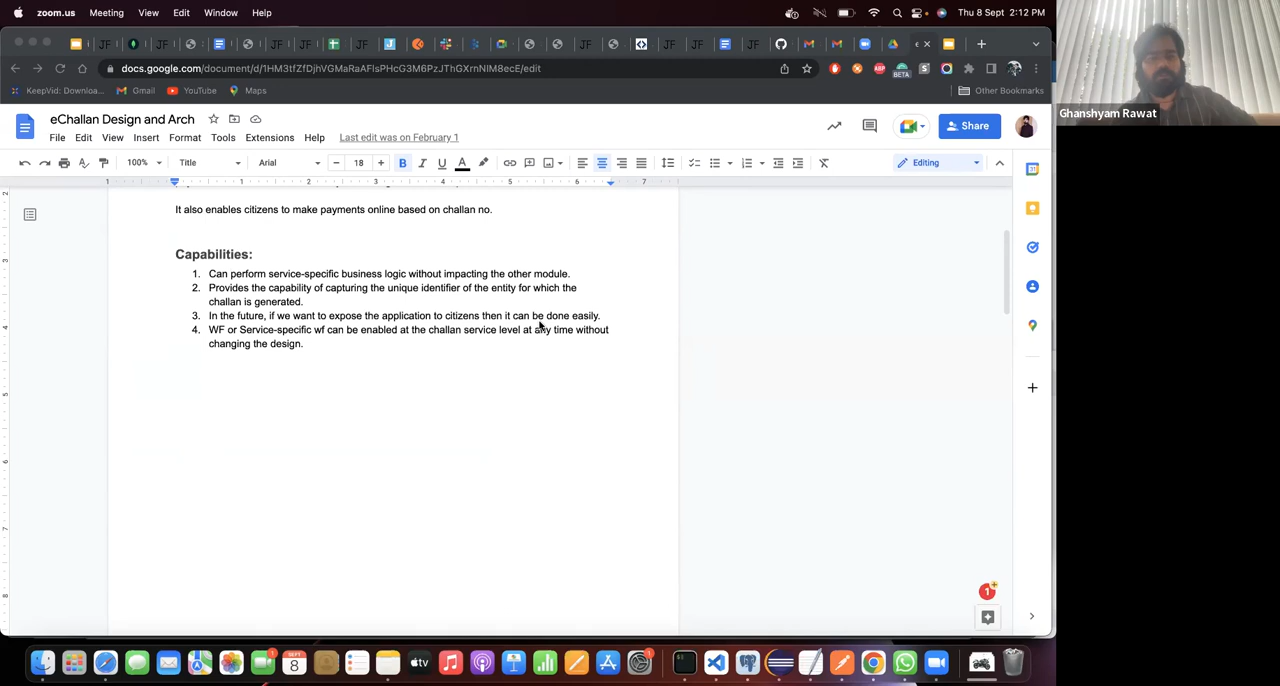 zoom.us Meeting View Edit Window Help Thu 8 Sept 2:12 PM
docs.google.com/document/d/1HM3tfZfDjhVGMaRaAFlsPHcG3M6PzJThGXrnNIM8ecE/edit
BETA
KeepVid: Downloa... Gmail YouTube Maps Other Bookmarks
Ghanshyam Rawat
eChallan Design and Arch
Share
File Edit View Insert Format Tools Extensions Help Last edit was on February 1
100% Title Arial 18 Editing
It also enables citizens to make payments online based on challan no.
Capabilities:
1. Can perform service-specific business logic without impacting the other module.
2. Provides the capability of capturing the unique identifier of the entity for which the
challan is generated.
3. In the future, if we want to expose the application to citizens then it can be done easily.
4. WF or Service-specific wf can be enabled at the challan service level at any time without
changing the design.